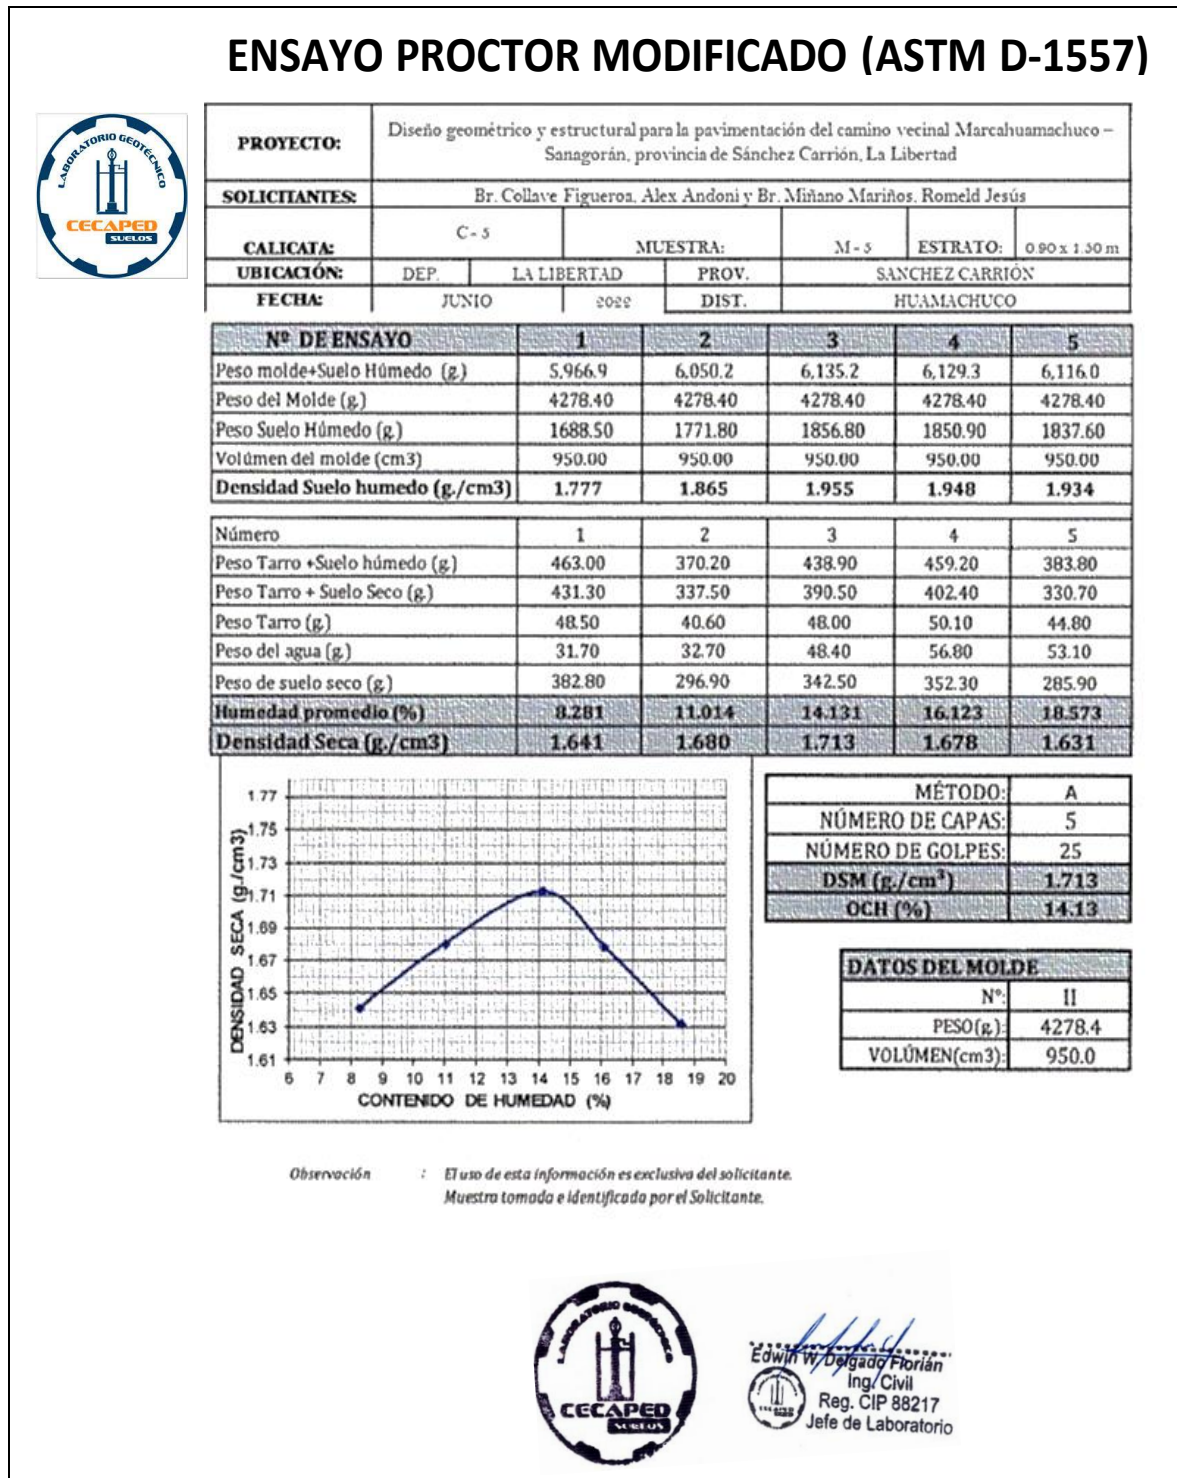 ENSAYO PROCTOR MODIFICADO (ASTM D-1557)
LABORATORIO GEOTÉCNICO
CECAPED
SUELOS
PROYECTO: Diseño geométrico y estructural para la pavimentación del camino vecinal Marcahuamachuco –
Sanagorán, provincia de Sánchez Carrión, La Libertad
SOLICITANTES: Br. Collave Figueroa, Alex Andoni y Br. Miñano Mariños, Romeld Jesús
CALICATA: C - 5 MUESTRA: M - 5 ESTRATO: 0.90 x 1.50 m
UBICACIÓN: DEP. LA LIBERTAD PROV. SANCHEZ CARRIÓN
FECHA: JUNIO 2022 DIST. HUAMACHUCO
Nº DE ENSAYO 1 2 3 4 5
Peso molde+Suelo Húmedo (g.) 5,966.9 6,050.2 6,135.2 6,129.3 6,116.0
Peso del Molde (g.) 4278.40 4278.40 4278.40 4278.40 4278.40
Peso Suelo Húmedo (g.) 1688.50 1771.80 1856.80 1850.90 1837.60
Volúmen del molde (cm3) 950.00 950.00 950.00 950.00 950.00
Densidad Suelo humedo (g./cm3) 1.777 1.865 1.955 1.948 1.934
Número 1 2 3 4 5
Peso Tarro +Suelo húmedo (g.) 463.00 370.20 438.90 459.20 383.80
Peso Tarro + Suelo Seco (g.) 431.30 337.50 390.50 402.40 330.70
Peso Tarro (g.) 48.50 40.60 48.00 50.10 44.80
Peso del agua (g.) 31.70 32.70 48.40 56.80 53.10
Peso de suelo seco (g.) 382.80 296.90 342.50 352.30 285.90
Humedad promedio (%) 8.281 11.014 14.131 16.123 18.573
Densidad Seca (g./cm3) 1.641 1.680 1.713 1.678 1.631
DENSIDAD SECA (g./cm3)
1.77
1.75
1.73
1.71
1.69
1.67
1.65
1.63
1.61
6 7 8 9 10 11 12 13 14 15 16 17 18 19 20
CONTENIDO DE HUMEDAD (%)
MÉTODO: A
NÚMERO DE CAPAS: 5
NÚMERO DE GOLPES: 25
DSM (g./cm³) 1.713
OCH (%) 14.13
DATOS DEL MOLDE
N°: II
PESO(g.): 4278.4
VOLÚMEN(cm3): 950.0
Observación : El uso de esta información es exclusiva del solicitante.
Muestra tomada e identificada por el Solicitante.
LABORATORIO GEOTÉCNICO
CECAPED
SUELOS
Edwin W. Delgado Florián
Ing. Civil
Reg. CIP 88217
Jefe de Laboratorio